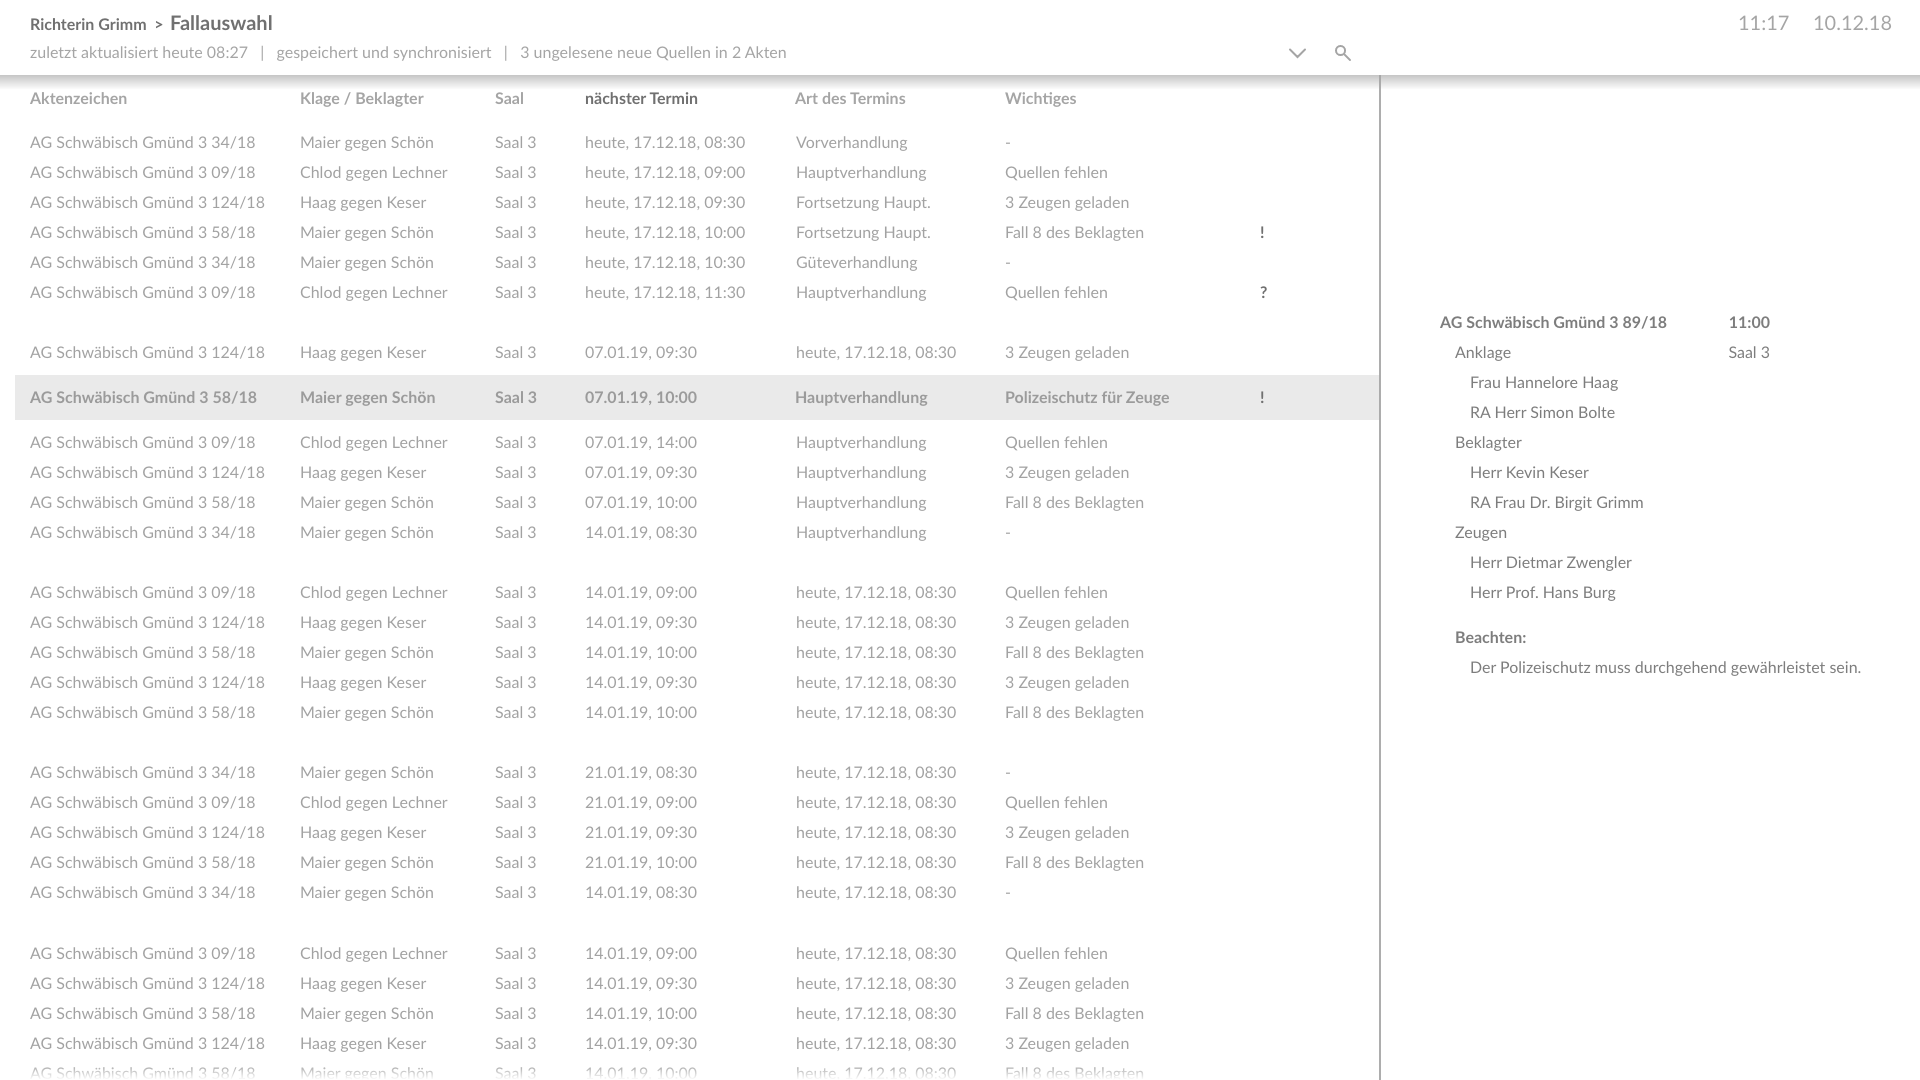 Richterin Grimm > Fallauswahl
11:17 10.12.18
zuletzt aktualisiert heute 08:27 | gespeichert und synchronisiert | 3 ungelesene neue Quellen in 2 Akten
Aktenzeichen Klage / Beklagter Saal nächster Termin Art des Termins Wichtiges
AG Schwäbisch Gmünd 3 34/18 Maier gegen Schön Saal 3 heute, 17.12.18, 08:30 Vorverhandlung -
AG Schwäbisch Gmünd 3 09/18 Chlod gegen Lechner Saal 3 heute, 17.12.18, 09:00 Hauptverhandlung Quellen fehlen
AG Schwäbisch Gmünd 3 124/18 Haag gegen Keser Saal 3 heute, 17.12.18, 09:30 Fortsetzung Haupt. 3 Zeugen geladen
AG Schwäbisch Gmünd 3 58/18 Maier gegen Schön Saal 3 heute, 17.12.18, 10:00 Fortsetzung Haupt. Fall 8 des Beklagten !
AG Schwäbisch Gmünd 3 34/18 Maier gegen Schön Saal 3 heute, 17.12.18, 10:30 Güteverhandlung -
AG Schwäbisch Gmünd 3 09/18 Chlod gegen Lechner Saal 3 heute, 17.12.18, 11:30 Hauptverhandlung Quellen fehlen ?
AG Schwäbisch Gmünd 3 124/18 Haag gegen Keser Saal 3 07.01.19, 09:30 heute, 17.12.18, 08:30 3 Zeugen geladen
AG Schwäbisch Gmünd 3 58/18 Maier gegen Schön Saal 3 07.01.19, 10:00 Hauptverhandlung Polizeischutz für Zeuge !
AG Schwäbisch Gmünd 3 09/18 Chlod gegen Lechner Saal 3 07.01.19, 14:00 Hauptverhandlung Quellen fehlen
AG Schwäbisch Gmünd 3 124/18 Haag gegen Keser Saal 3 07.01.19, 09:30 Hauptverhandlung 3 Zeugen geladen
AG Schwäbisch Gmünd 3 58/18 Maier gegen Schön Saal 3 07.01.19, 10:00 Hauptverhandlung Fall 8 des Beklagten
AG Schwäbisch Gmünd 3 34/18 Maier gegen Schön Saal 3 14.01.19, 08:30 Hauptverhandlung -
AG Schwäbisch Gmünd 3 09/18 Chlod gegen Lechner Saal 3 14.01.19, 09:00 heute, 17.12.18, 08:30 Quellen fehlen
AG Schwäbisch Gmünd 3 124/18 Haag gegen Keser Saal 3 14.01.19, 09:30 heute, 17.12.18, 08:30 3 Zeugen geladen
AG Schwäbisch Gmünd 3 58/18 Maier gegen Schön Saal 3 14.01.19, 10:00 heute, 17.12.18, 08:30 Fall 8 des Beklagten
AG Schwäbisch Gmünd 3 124/18 Haag gegen Keser Saal 3 14.01.19, 09:30 heute, 17.12.18, 08:30 3 Zeugen geladen
AG Schwäbisch Gmünd 3 58/18 Maier gegen Schön Saal 3 14.01.19, 10:00 heute, 17.12.18, 08:30 Fall 8 des Beklagten
AG Schwäbisch Gmünd 3 34/18 Maier gegen Schön Saal 3 21.01.19, 08:30 heute, 17.12.18, 08:30 -
AG Schwäbisch Gmünd 3 09/18 Chlod gegen Lechner Saal 3 21.01.19, 09:00 heute, 17.12.18, 08:30 Quellen fehlen
AG Schwäbisch Gmünd 3 124/18 Haag gegen Keser Saal 3 21.01.19, 09:30 heute, 17.12.18, 08:30 3 Zeugen geladen
AG Schwäbisch Gmünd 3 58/18 Maier gegen Schön Saal 3 21.01.19, 10:00 heute, 17.12.18, 08:30 Fall 8 des Beklagten
AG Schwäbisch Gmünd 3 34/18 Maier gegen Schön Saal 3 14.01.19, 08:30 heute, 17.12.18, 08:30 -
AG Schwäbisch Gmünd 3 09/18 Chlod gegen Lechner Saal 3 14.01.19, 09:00 heute, 17.12.18, 08:30 Quellen fehlen
AG Schwäbisch Gmünd 3 124/18 Haag gegen Keser Saal 3 14.01.19, 09:30 heute, 17.12.18, 08:30 3 Zeugen geladen
AG Schwäbisch Gmünd 3 58/18 Maier gegen Schön Saal 3 14.01.19, 10:00 heute, 17.12.18, 08:30 Fall 8 des Beklagten
AG Schwäbisch Gmünd 3 124/18 Haag gegen Keser Saal 3 14.01.19, 09:30 heute, 17.12.18, 08:30 3 Zeugen geladen
AG Schwäbisch Gmünd 3 58/18 Maier gegen Schön Saal 3 14.01.19, 10:00 heute, 17.12.18, 08:30 Fall 8 des Beklagten
AG Schwäbisch Gmünd 3 89/18 11:00
Anklage Saal 3
Frau Hannelore Haag
RA Herr Simon Bolte
Beklagter
Herr Kevin Keser
RA Frau Dr. Birgit Grimm
Zeugen
Herr Dietmar Zwengler
Herr Prof. Hans Burg
Beachten:
Der Polizeischutz muss durchgehend gewährleistet sein.